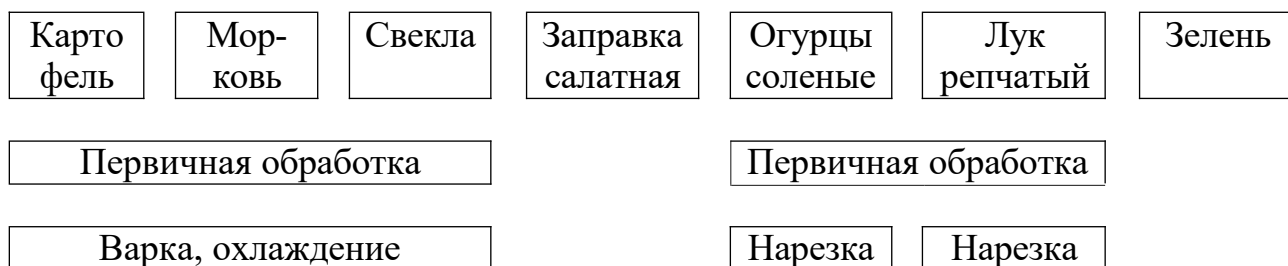 Карто
фель
Мор-
ковь
Свекла
Заправка
салатная
Огурцы
соленые
Лук
репчатый
Зелень
Первичная обработка
Первичная обработка
Варка, охлаждение
Нарезка
Нарезка